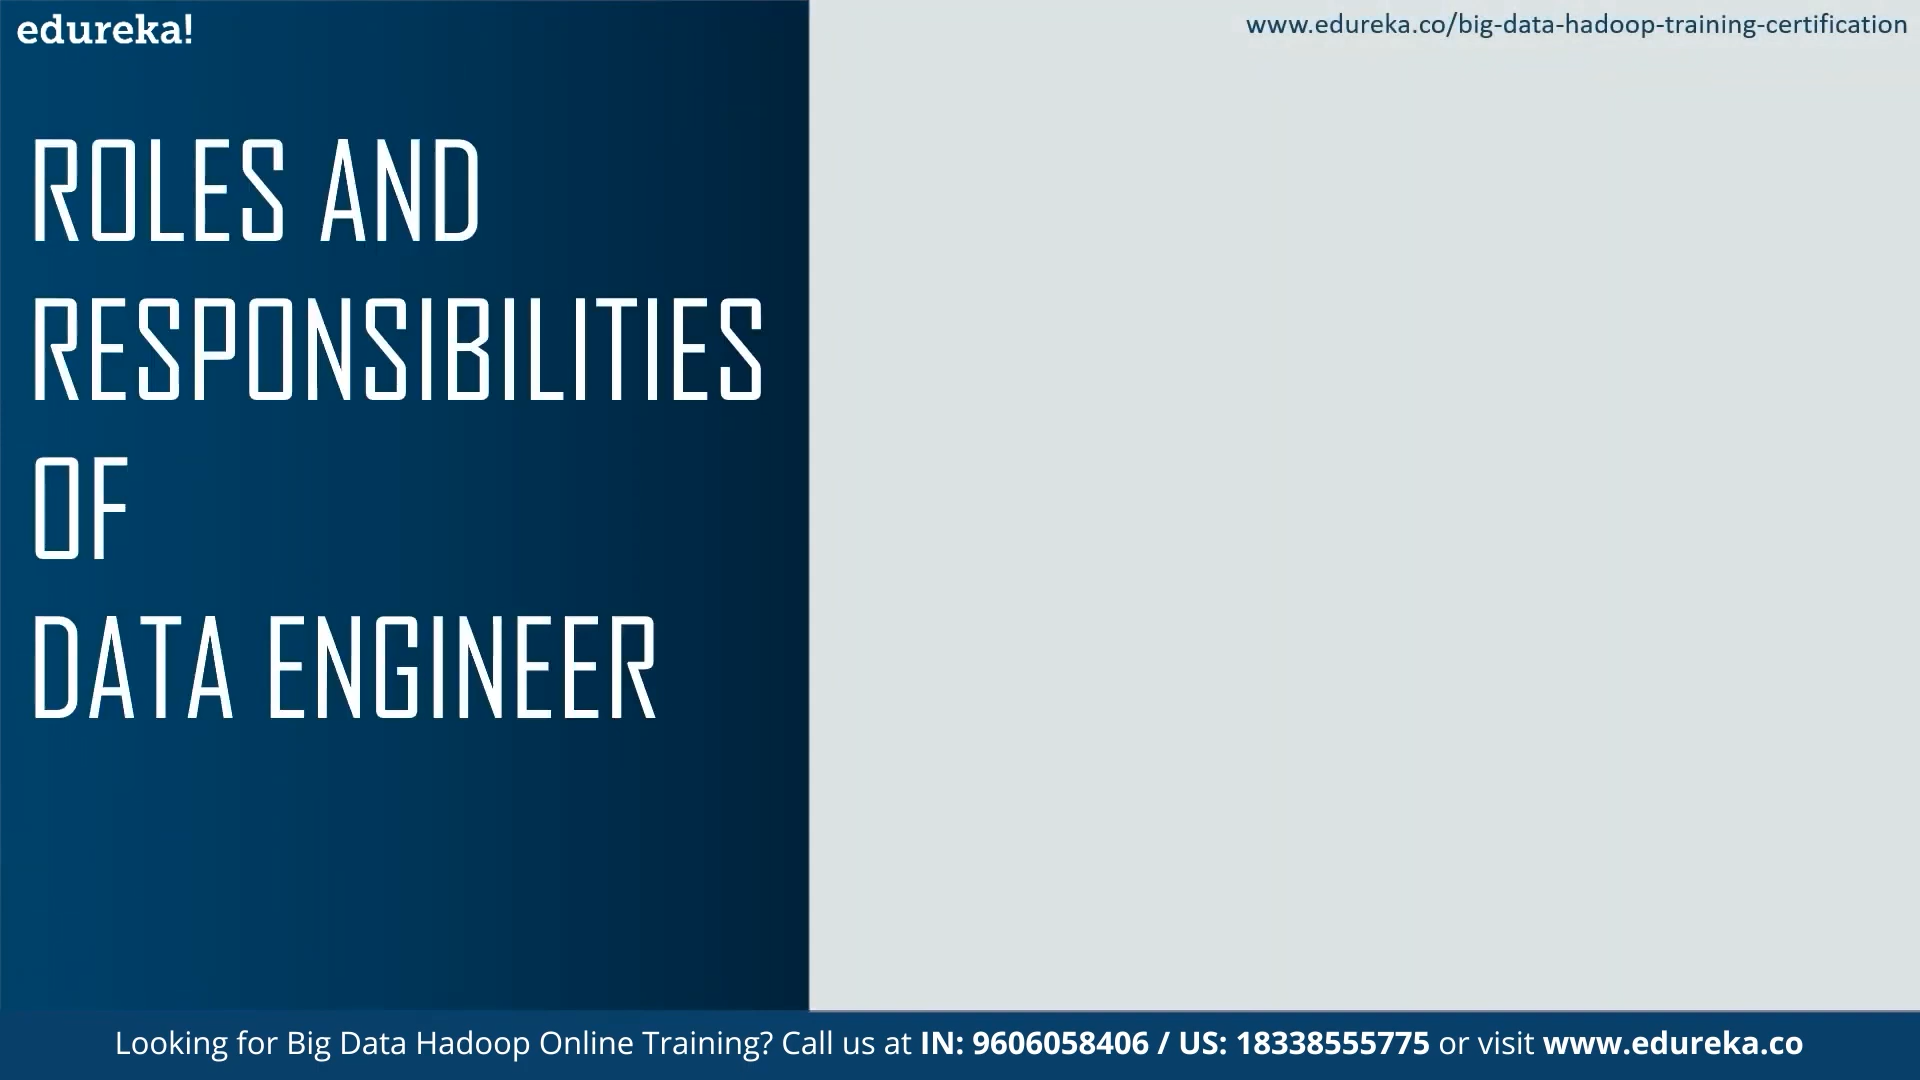 edureka!
www.edureka.co/big-data-hadoop-training-certification
ROLES AND
RESPONSIBILITIES
OF
DATA ENGINEER
Looking for Big Data Hadoop Online Training? Call us at IN: 9606058406 / US: 18338555775 or visit www.edureka.co